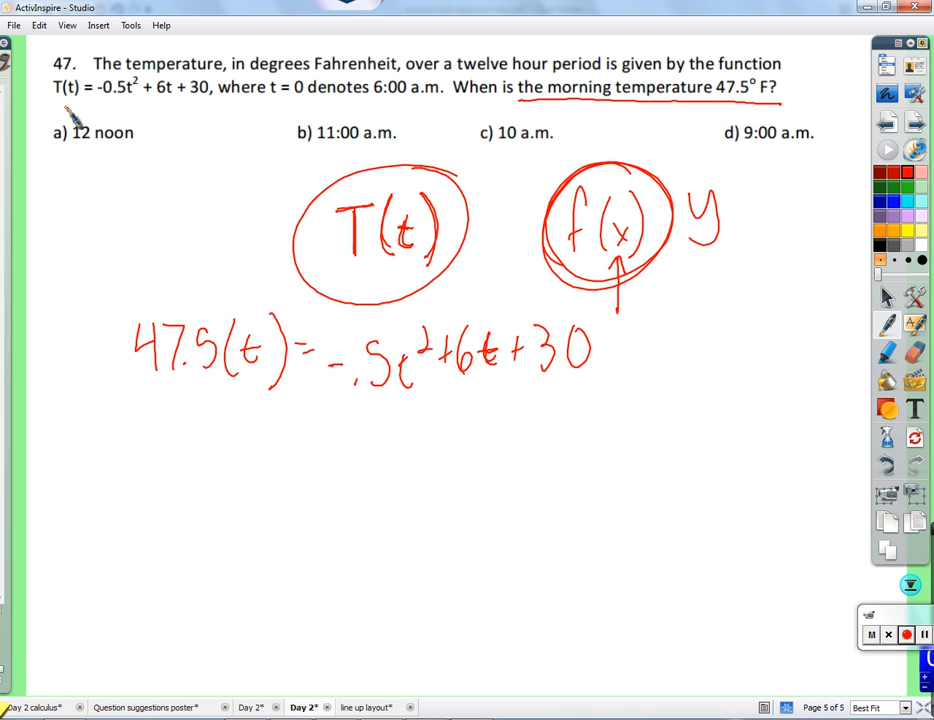 ActivInspire - Studio
File Edit View Insert Tools Help
47. The temperature, in degrees Fahrenheit, over a twelve hour period is given by the function
T(t) = -0.5t² + 6t + 30, where t = 0 denotes 6:00 a.m. When is the morning temperature 47.5° F?
a) 12 noon b) 11:00 a.m. c) 10 a.m. d) 9:00 a.m.
T(t) f(x) y
47.5(t) = -.5t² + 6t + 30
M
Day 2 calculus* Question suggestions poster* Day 2* Day 2* line up layout* Page 5 of 5 Best Fit